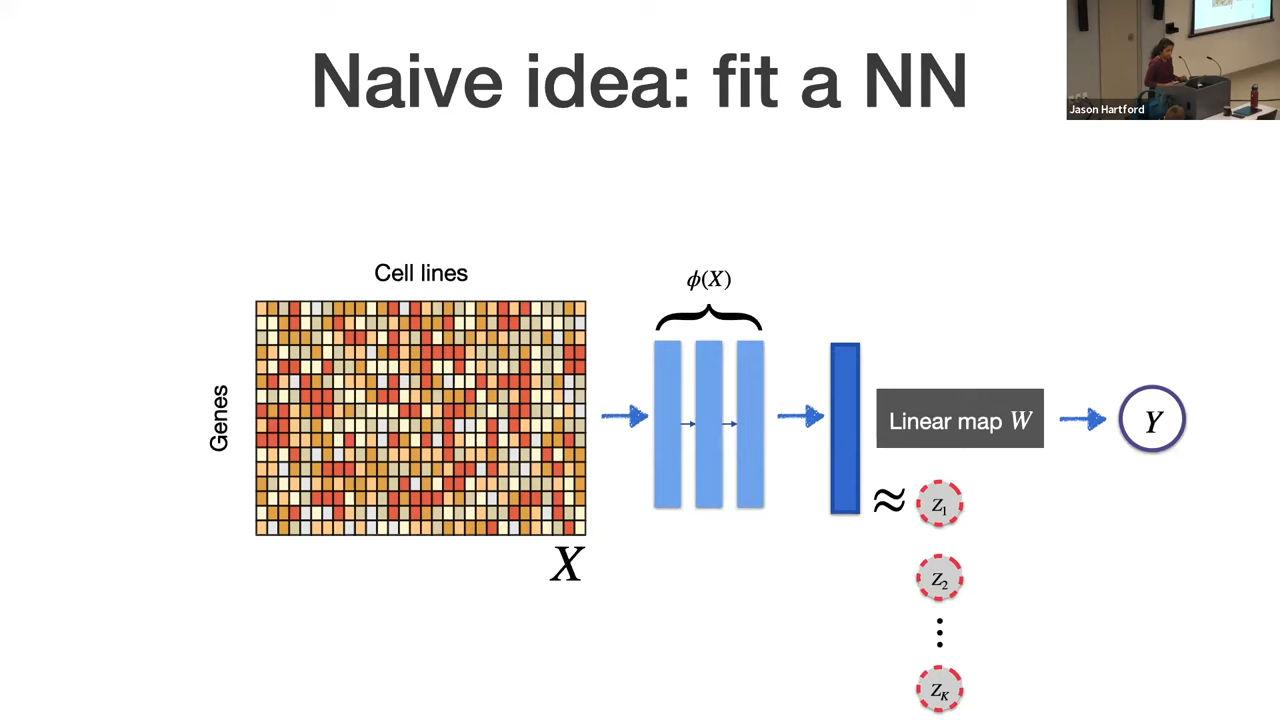 Naive idea: fit a NN
Jason Hartford
Cell lines
ϕ(X)
Genes
Linear map W
Y
≈
Z₁
X
Z₂
⋮
Z_K